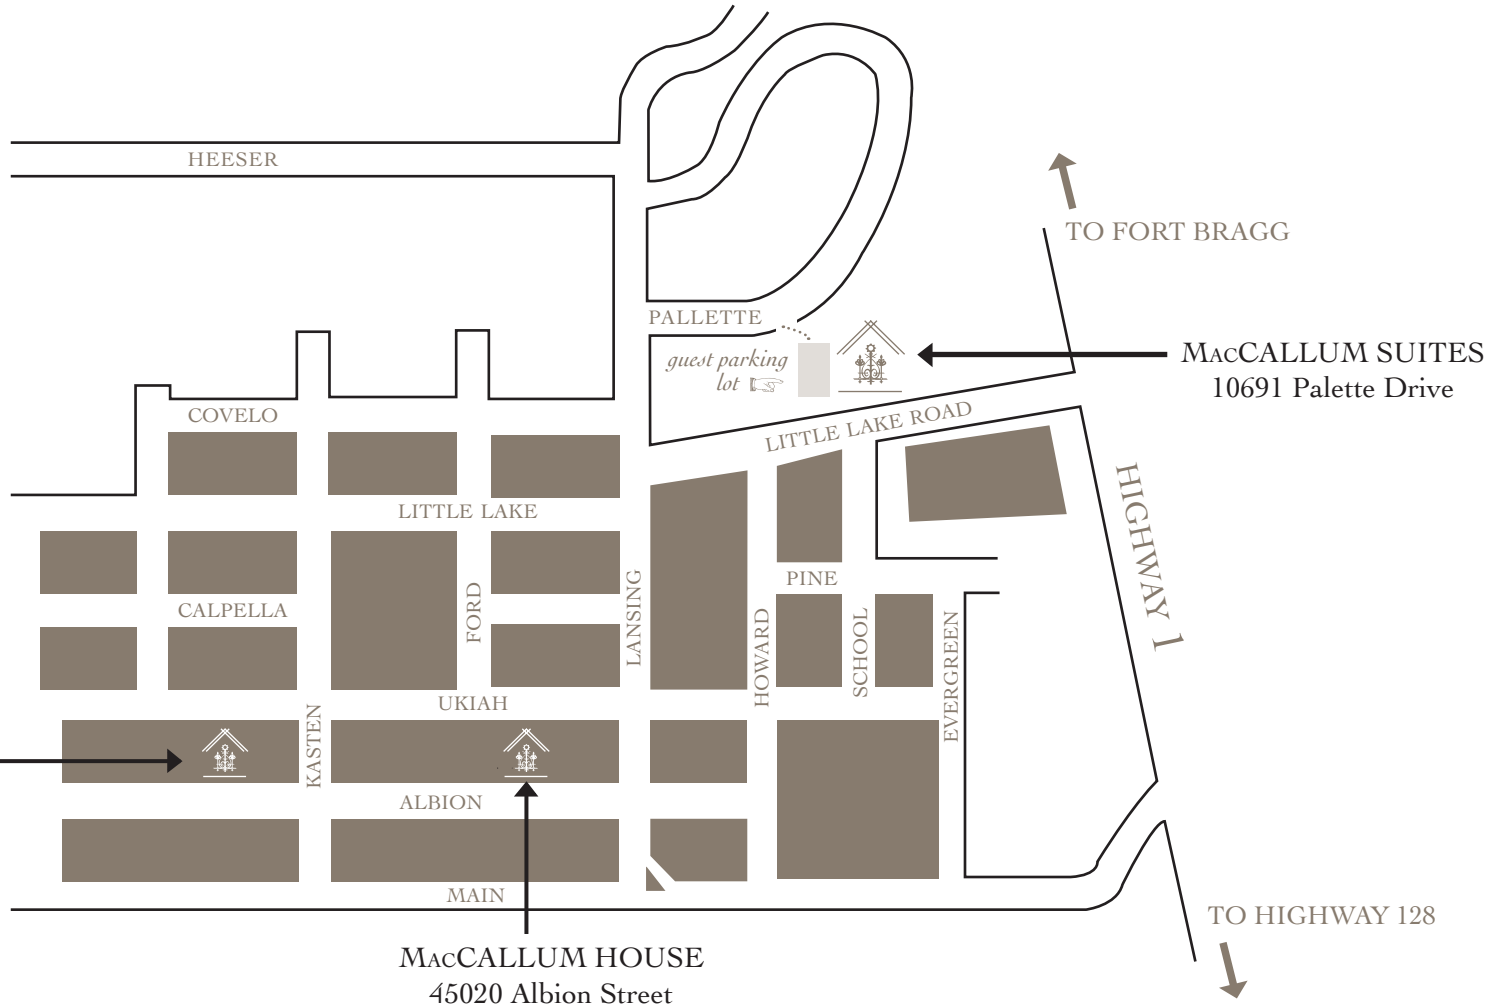 HEESER
TO FORT BRAGG
PALLETTE
guest parking
lot
MacCALLUM SUITES
10691 Palette Drive
COVELO
LITTLE LAKE ROAD
LITTLE LAKE
HIGHWAY 1
PINE
CALPELLA
FORD
LANSING
HOWARD
SCHOOL
EVERGREEN
UKIAH
KASTEN
ALBION
MAIN
TO HIGHWAY 128
MacCALLUM HOUSE
45020 Albion Street